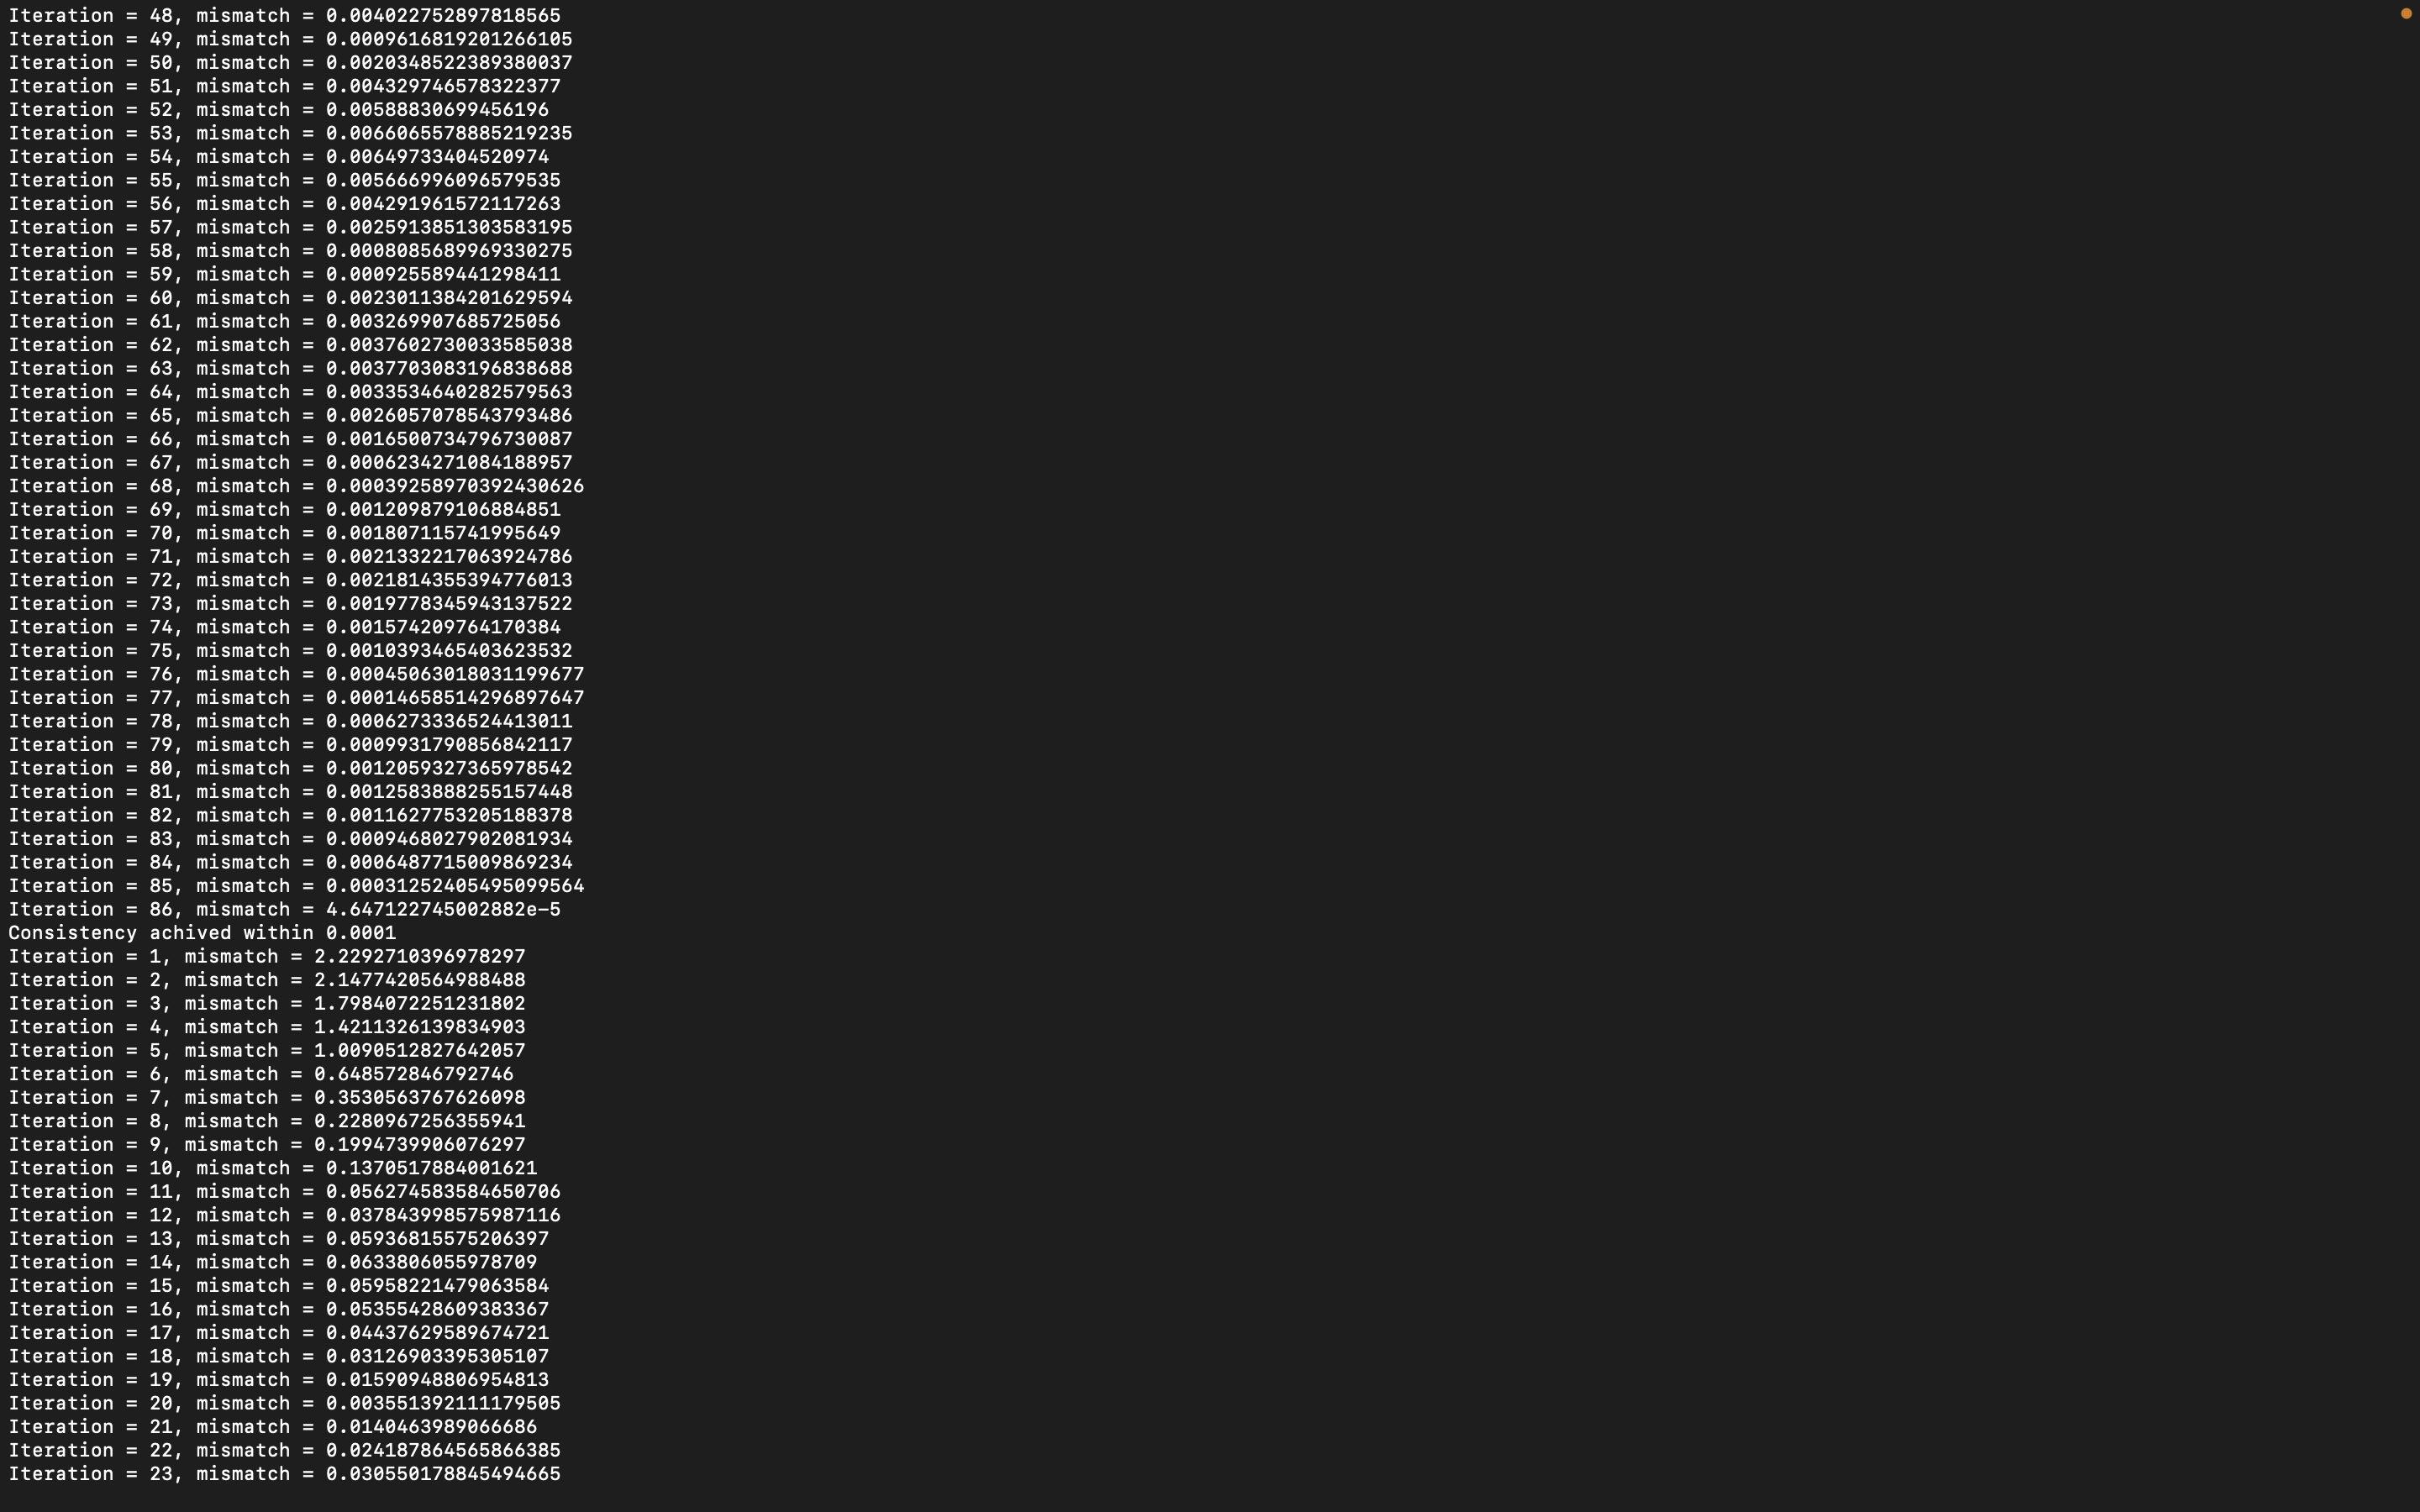 Iteration = 48, mismatch = 0.004022752897818565
Iteration = 49, mismatch = 0.0009616819201266105
Iteration = 50, mismatch = 0.0020348522389380037
Iteration = 51, mismatch = 0.004329746578322377
Iteration = 52, mismatch = 0.00588830699456196
Iteration = 53, mismatch = 0.0066065578885219235
Iteration = 54, mismatch = 0.00649733404520974
Iteration = 55, mismatch = 0.005666996096579535
Iteration = 56, mismatch = 0.004291961572117263
Iteration = 57, mismatch = 0.0025913851303583195
Iteration = 58, mismatch = 0.0008085689969330275
Iteration = 59, mismatch = 0.000925589441298411
Iteration = 60, mismatch = 0.0023011384201629594
Iteration = 61, mismatch = 0.003269907685725056
Iteration = 62, mismatch = 0.0037602730033585038
Iteration = 63, mismatch = 0.0037703083196838688
Iteration = 64, mismatch = 0.0033534640282579563
Iteration = 65, mismatch = 0.0026057078543793486
Iteration = 66, mismatch = 0.0016500734796730087
Iteration = 67, mismatch = 0.0006234271084188957
Iteration = 68, mismatch = 0.00039258970392430626
Iteration = 69, mismatch = 0.001209879106884851
Iteration = 70, mismatch = 0.001807115741995649
Iteration = 71, mismatch = 0.0021332217063924786
Iteration = 72, mismatch = 0.0021814355394776013
Iteration = 73, mismatch = 0.0019778345943137522
Iteration = 74, mismatch = 0.001574209764170384
Iteration = 75, mismatch = 0.0010393465403623532
Iteration = 76, mismatch = 0.00045063018031199677
Iteration = 77, mismatch = 0.00014658514296897647
Iteration = 78, mismatch = 0.0006273336524413011
Iteration = 79, mismatch = 0.0009931790856842117
Iteration = 80, mismatch = 0.0012059327365978542
Iteration = 81, mismatch = 0.0012583888255157448
Iteration = 82, mismatch = 0.0011627753205188378
Iteration = 83, mismatch = 0.0009468027902081934
Iteration = 84, mismatch = 0.0006487715009869234
Iteration = 85, mismatch = 0.00031252405495099564
Iteration = 86, mismatch = 4.647122745002882e-5
Consistency achived within 0.0001
Iteration = 1, mismatch = 2.2292710396978297
Iteration = 2, mismatch = 2.1477420564988488
Iteration = 3, mismatch = 1.7984072251231802
Iteration = 4, mismatch = 1.4211326139834903
Iteration = 5, mismatch = 1.0090512827642057
Iteration = 6, mismatch = 0.648572846792746
Iteration = 7, mismatch = 0.3530563767626098
Iteration = 8, mismatch = 0.2280967256355941
Iteration = 9, mismatch = 0.1994739906076297
Iteration = 10, mismatch = 0.1370517884001621
Iteration = 11, mismatch = 0.056274583584650706
Iteration = 12, mismatch = 0.037843998575987116
Iteration = 13, mismatch = 0.05936815575206397
Iteration = 14, mismatch = 0.0633806055978709
Iteration = 15, mismatch = 0.05958221479063584
Iteration = 16, mismatch = 0.05355428609383367
Iteration = 17, mismatch = 0.04437629589674721
Iteration = 18, mismatch = 0.03126903395305107
Iteration = 19, mismatch = 0.01590948806954813
Iteration = 20, mismatch = 0.003551392111179505
Iteration = 21, mismatch = 0.0140463989066686
Iteration = 22, mismatch = 0.024187864565866385
Iteration = 23, mismatch = 0.030550178845494665